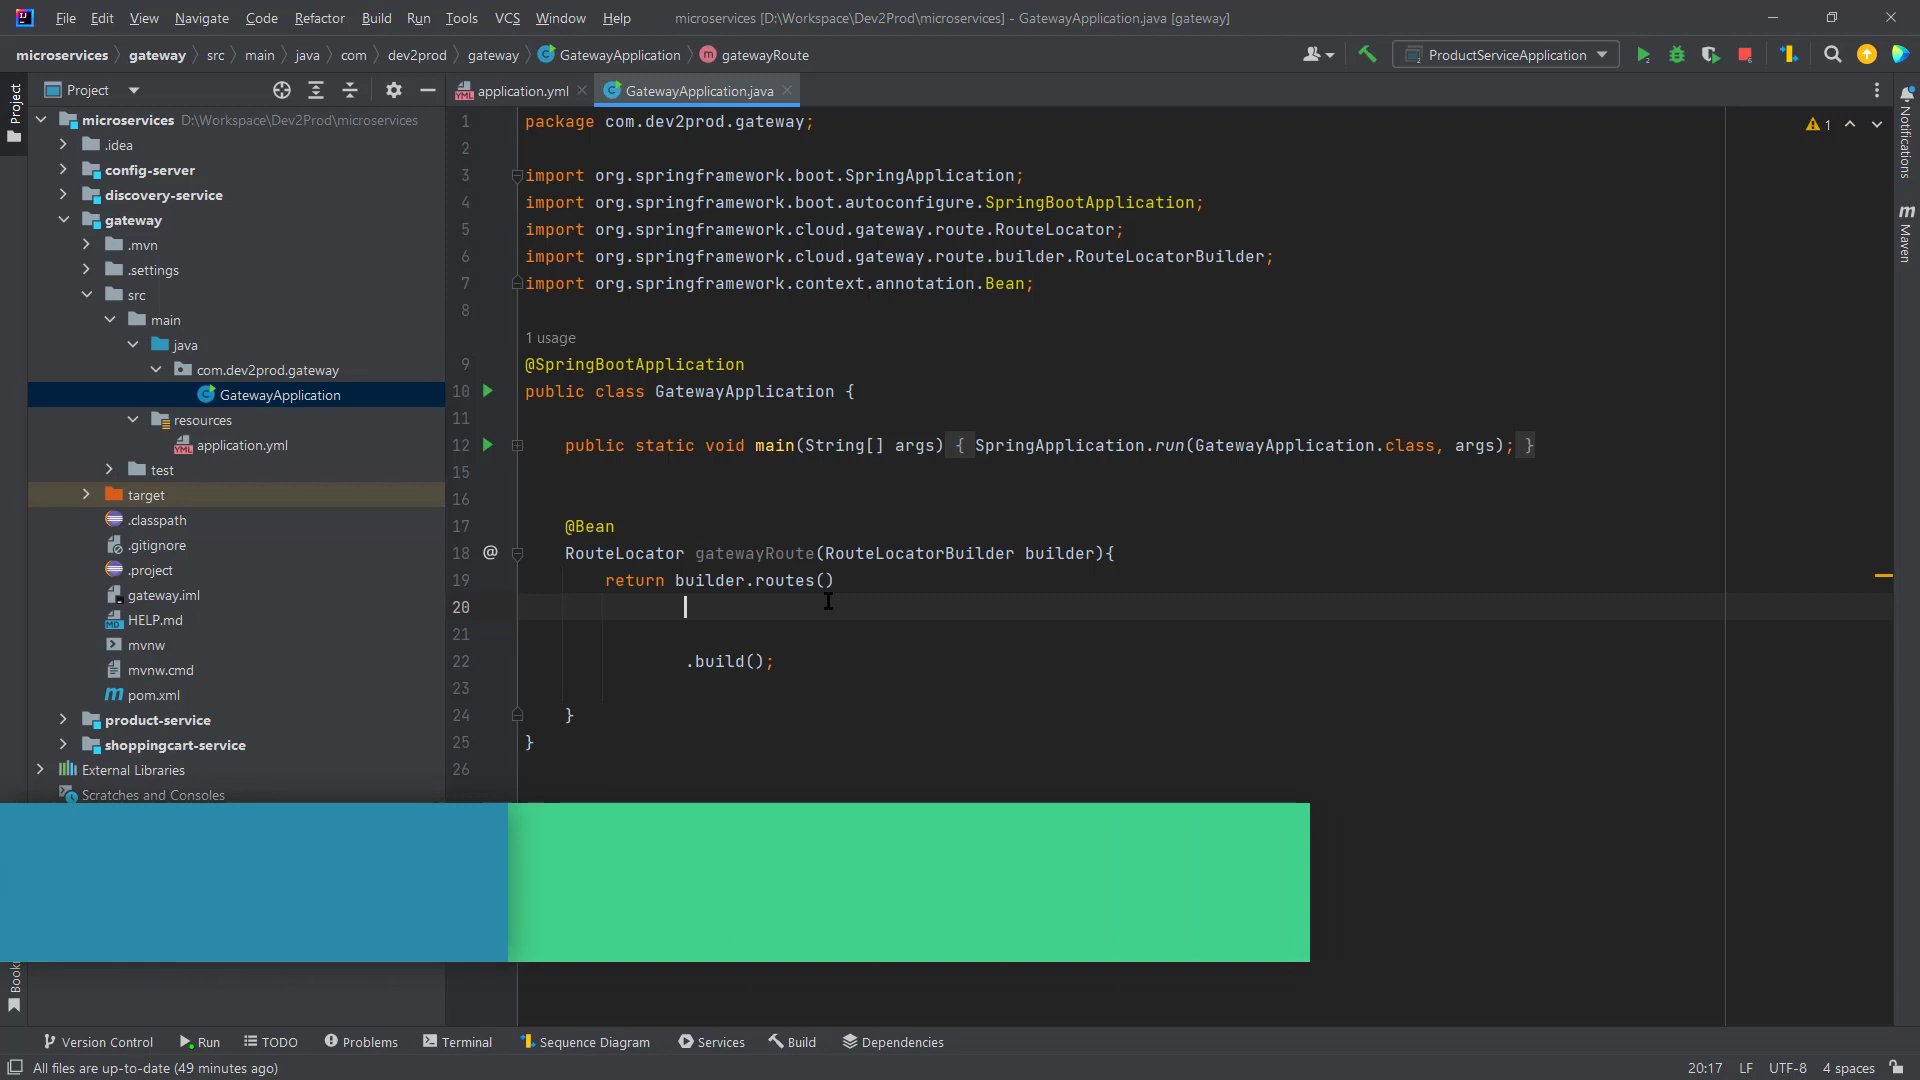 File Edit View Navigate Code Refactor Build Run Tools VCS Window Help microservices [D:\Workspace\Dev2Prod\microservices] - GatewayApplication.java [gateway]
microservices gateway src main java com dev2prod gateway GatewayApplication gatewayRoute ProductServiceApplication
Project
application.yml GatewayApplication.java
Project
Notifications
Maven
microservices D:\Workspace\Dev2Prod\microservices
.idea
config-server
discovery-service
gateway
.mvn
.settings
src
main
java
com.dev2prod.gateway
GatewayApplication
resources
application.yml
test
target
.classpath
.gitignore
.project
gateway.iml
HELP.md
mvnw
mvnw.cmd
pom.xml
product-service
shoppingcart-service
External Libraries
Scratches and Consoles
1 package com.dev2prod.gateway;
2
3 import org.springframework.boot.SpringApplication;
4 import org.springframework.boot.autoconfigure.SpringBootApplication;
5 import org.springframework.cloud.gateway.route.RouteLocator;
6 import org.springframework.cloud.gateway.route.builder.RouteLocatorBuilder;
7 import org.springframework.context.annotation.Bean;
8
1 usage
9 @SpringBootApplication
10 public class GatewayApplication {
11
12 public static void main(String[] args) { SpringApplication.run(GatewayApplication.class, args); }
15
16
17 @Bean
18 @ RouteLocator gatewayRoute(RouteLocatorBuilder builder){
19 return builder.routes()
20
21
22 .build();
23
24 }
25 }
26
1
Version Control Run TODO Problems Terminal Sequence Diagram Services Build Dependencies
All files are up-to-date (49 minutes ago) 20:17 LF UTF-8 4 spaces